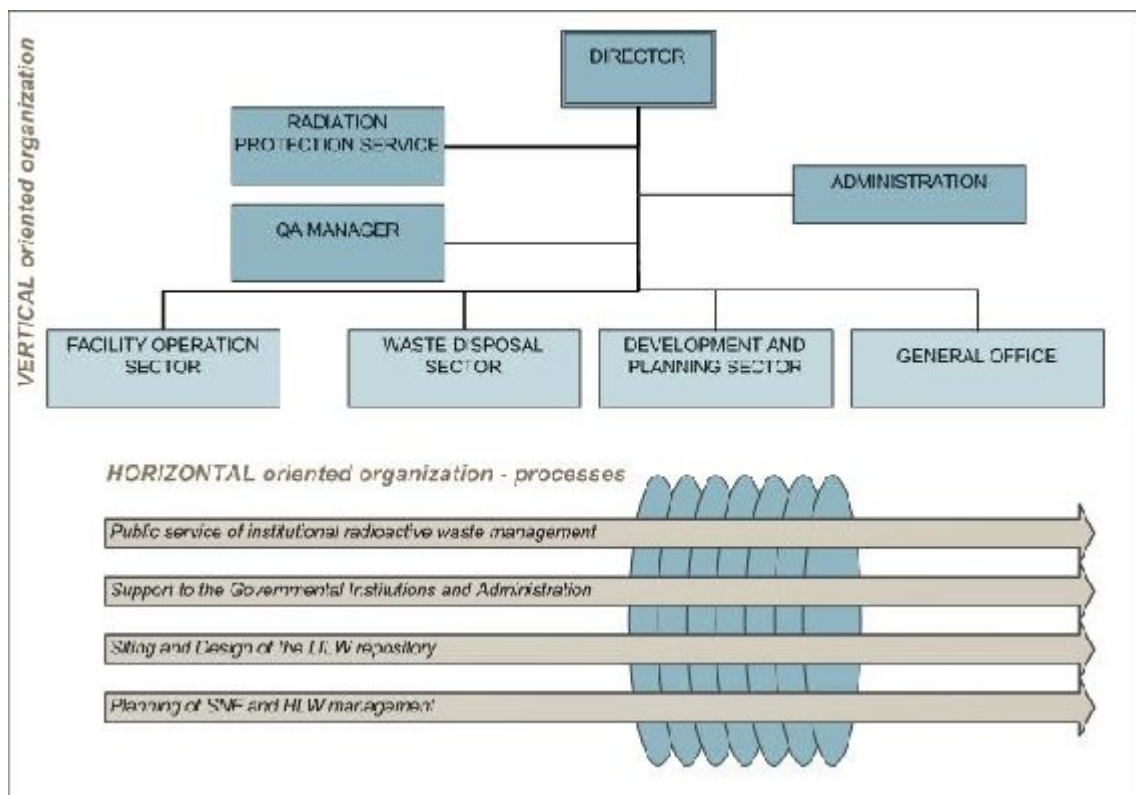 VERTICAL oriented organization
DIRECTOR
RADIATION
PROTECTION SERVICE
ADMINISTRATION
QA MANAGER
FACILITY OPERATION
SECTOR
WASTE DISPOSAL
SECTOR
DEVELOPMENT AND
PLANNING SECTOR
GENERAL OFFICE
HORIZONTAL oriented organization - processes
Public service of institutional radioactive waste management
Support to the Governmental Institutions and Administration
Siting and Design of the repository
Planning of SNF and HLW management